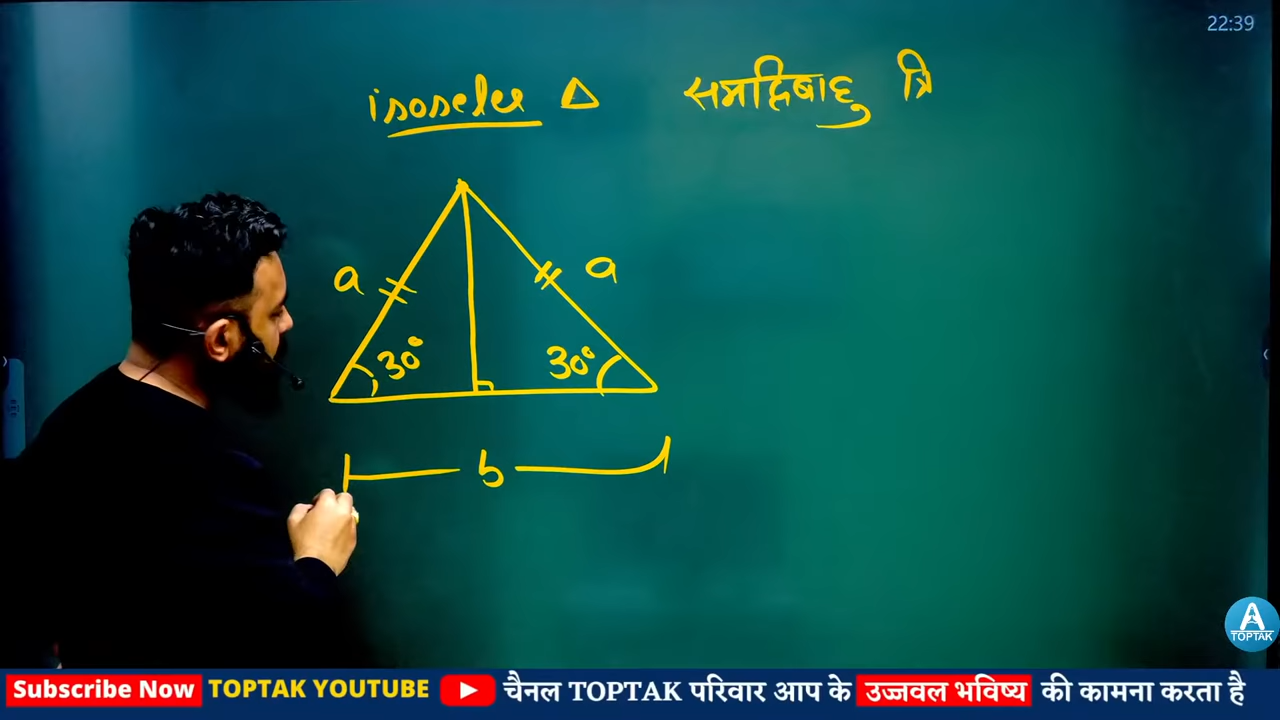 22:39
isosceles Δ समद्विबाहु त्रि
a a
30° 30°
b
A
TOPTAK
Subscribe Now TOPTAK YOUTUBE चैनल TOPTAK परिवार आप के उज्जवल भविष्य की कामना करता है